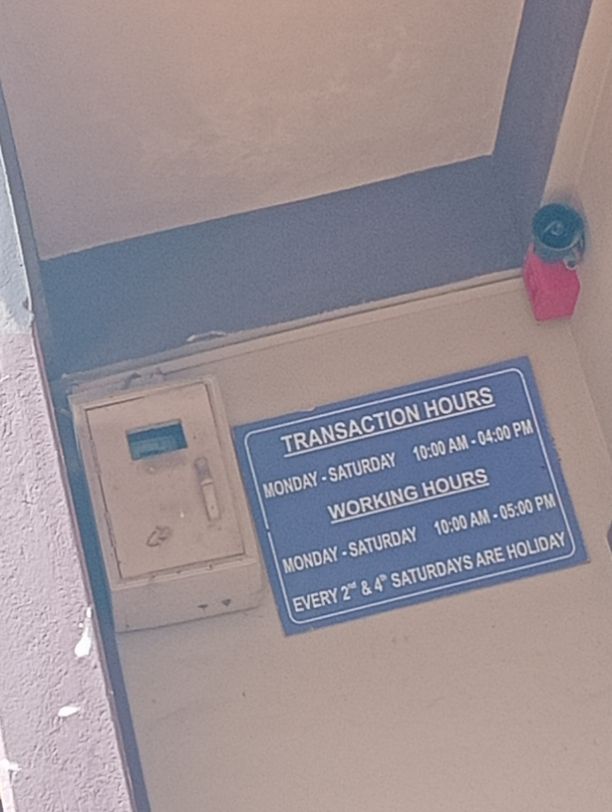 TRANSACTION HOURS
MONDAY - SATURDAY 10:00 AM - 04:00 PM
WORKING HOURS
MONDAY - SATURDAY 10:00 AM - 05:00 PM
EVERY 2nd & 4th SATURDAYS ARE HOLIDAY